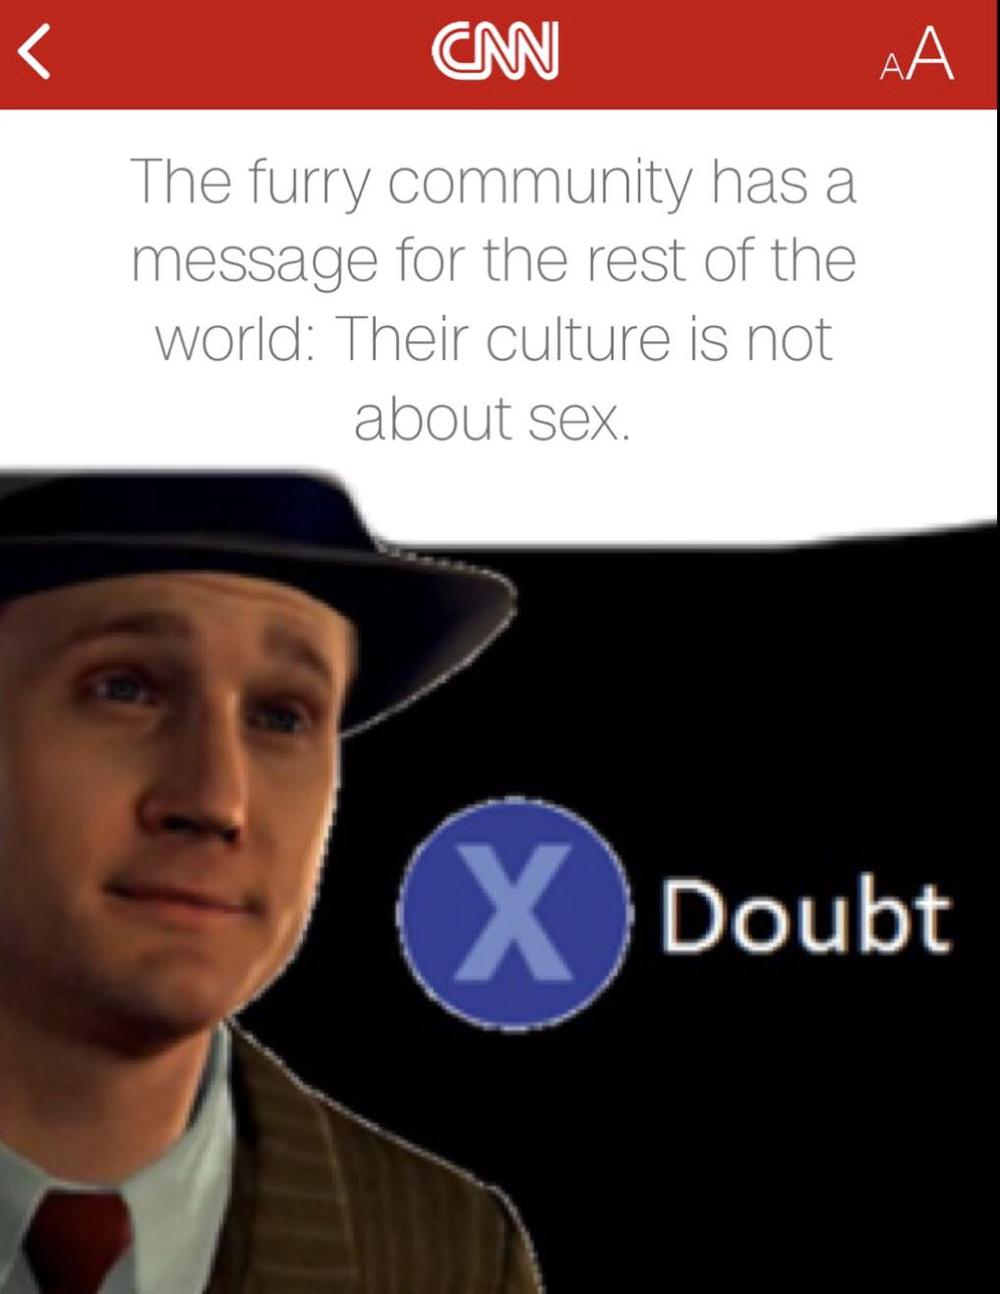 CNN
AA
The furry community has a
message for the rest of the
world: Their culture is not
about sex.
X Doubt